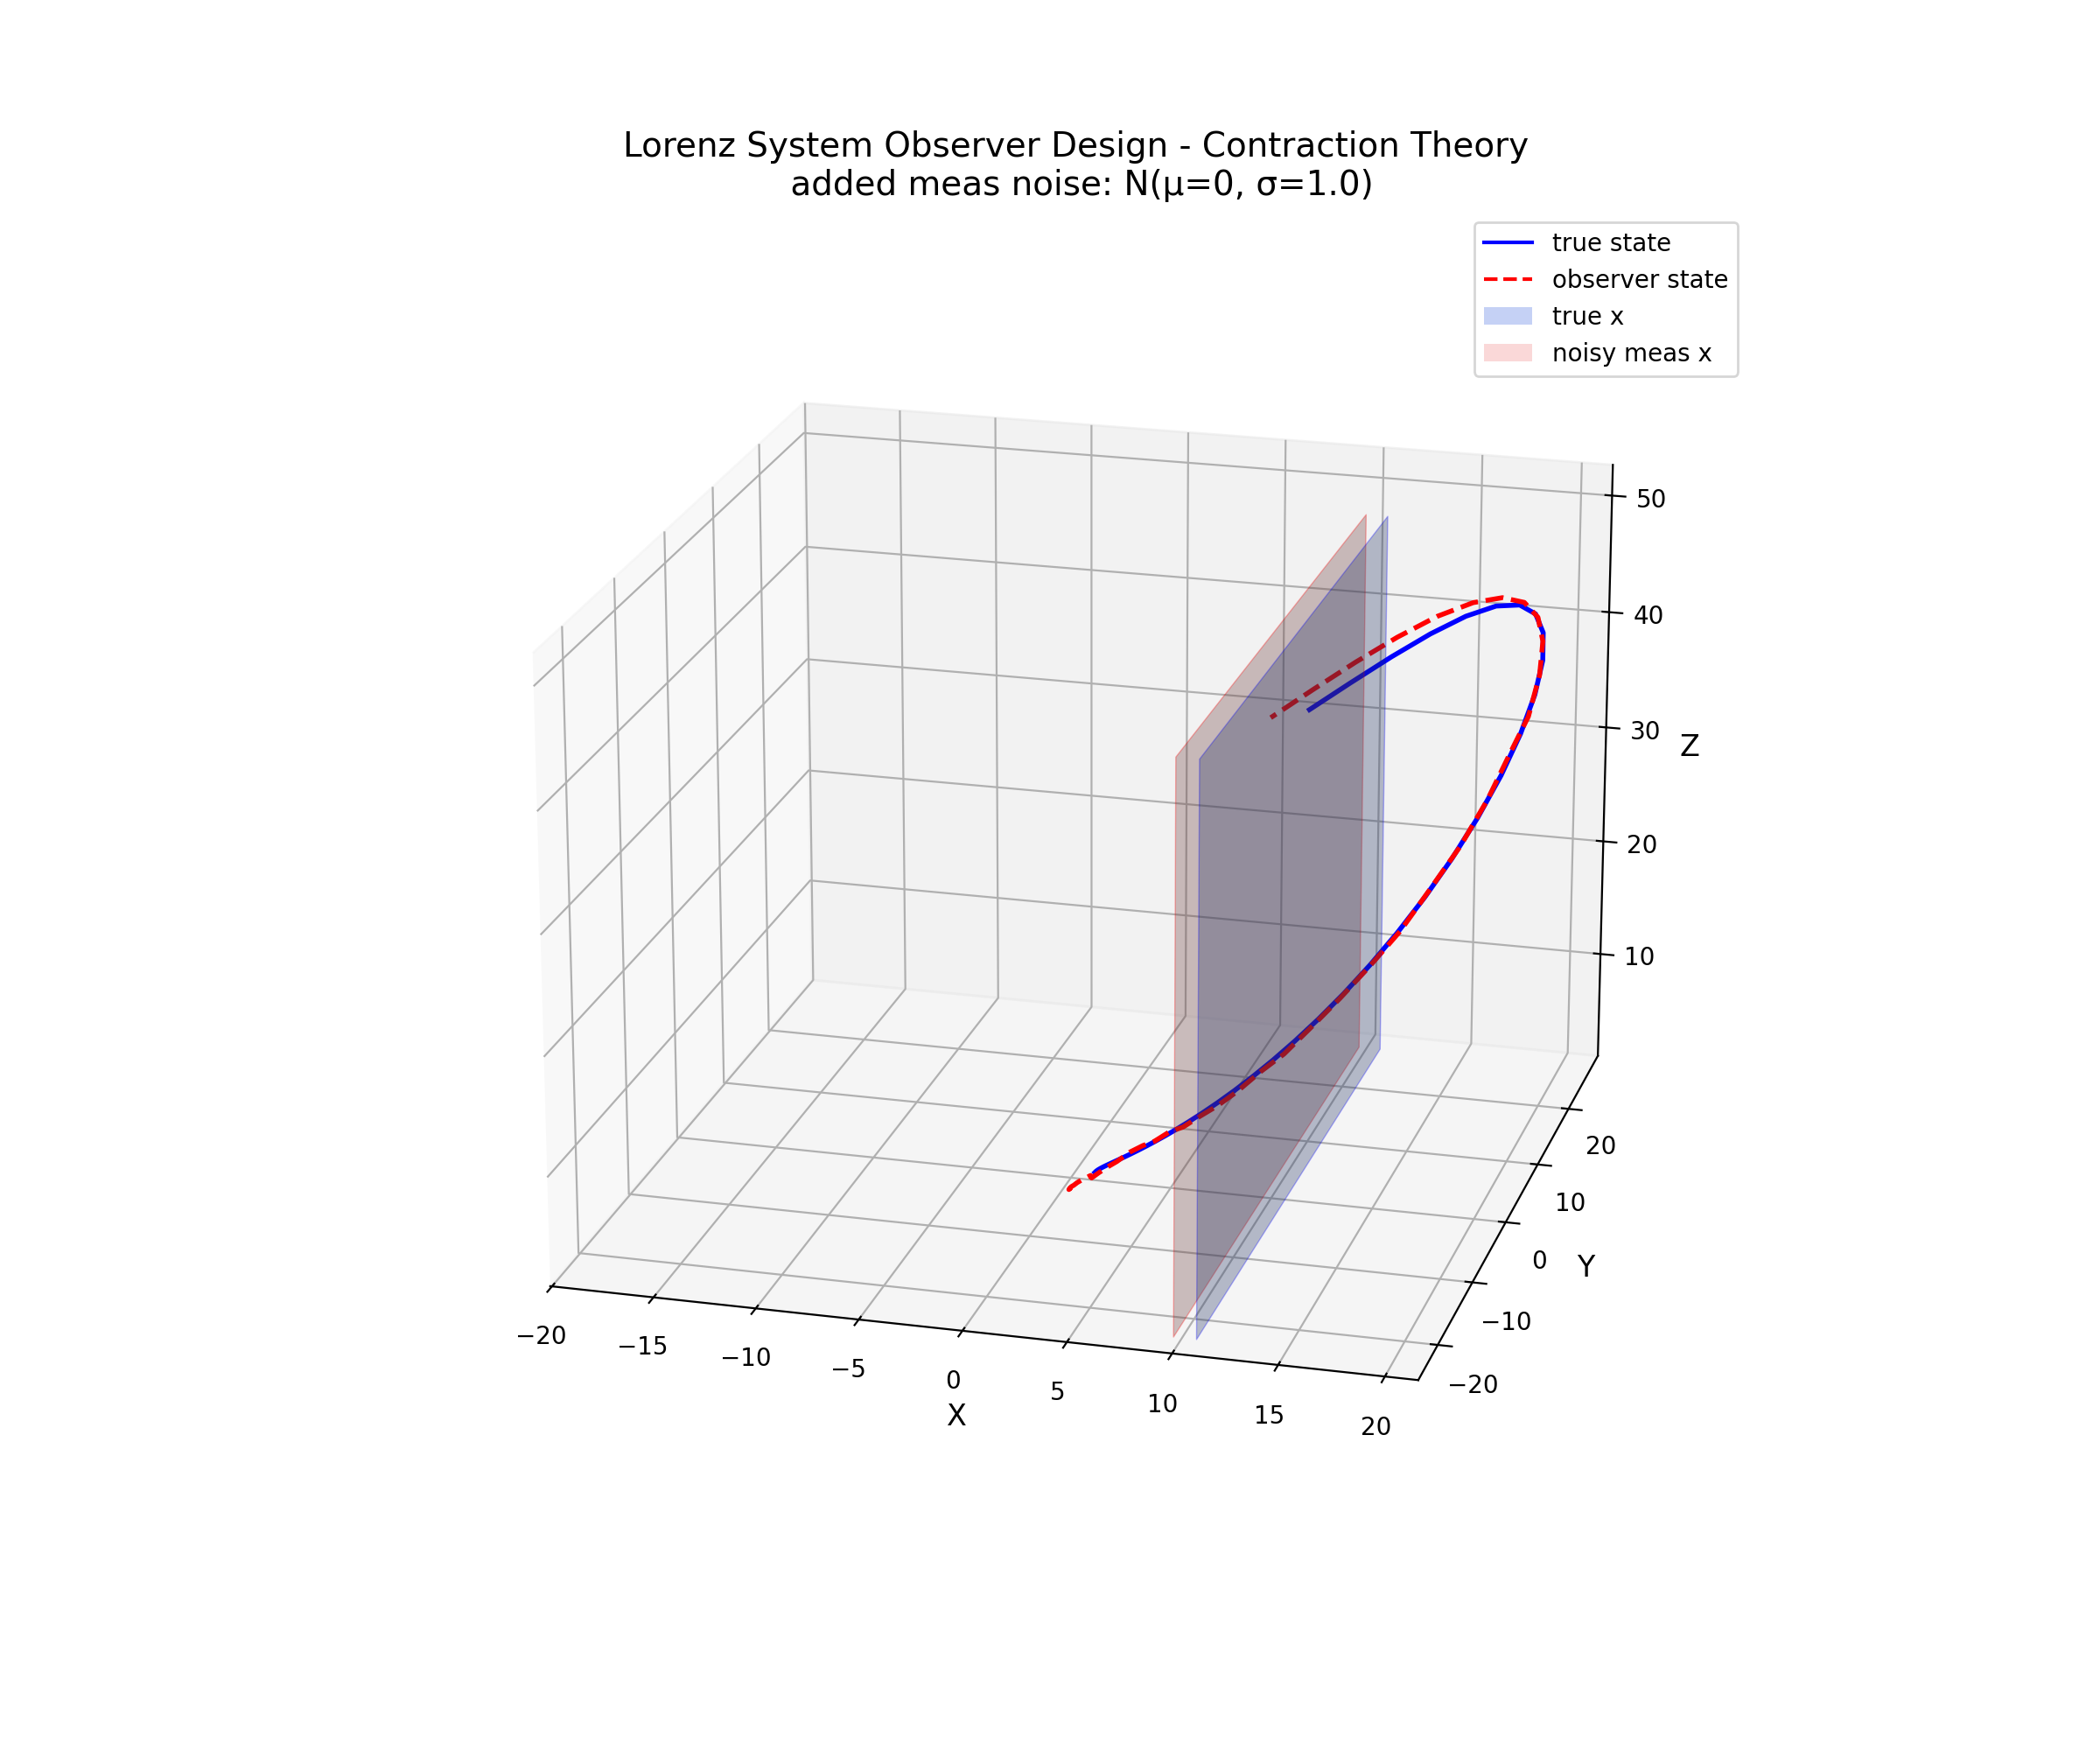 Lorenz System Observer Design - Contraction Theory
added meas noise: N(μ=0, σ=1.0)
true state
observer state
true x
noisy meas x
50
40
30
Z
20
10
20
10
0
Y
−10
−20
−20
−15
−10
−5
0
5
10
15
20
X